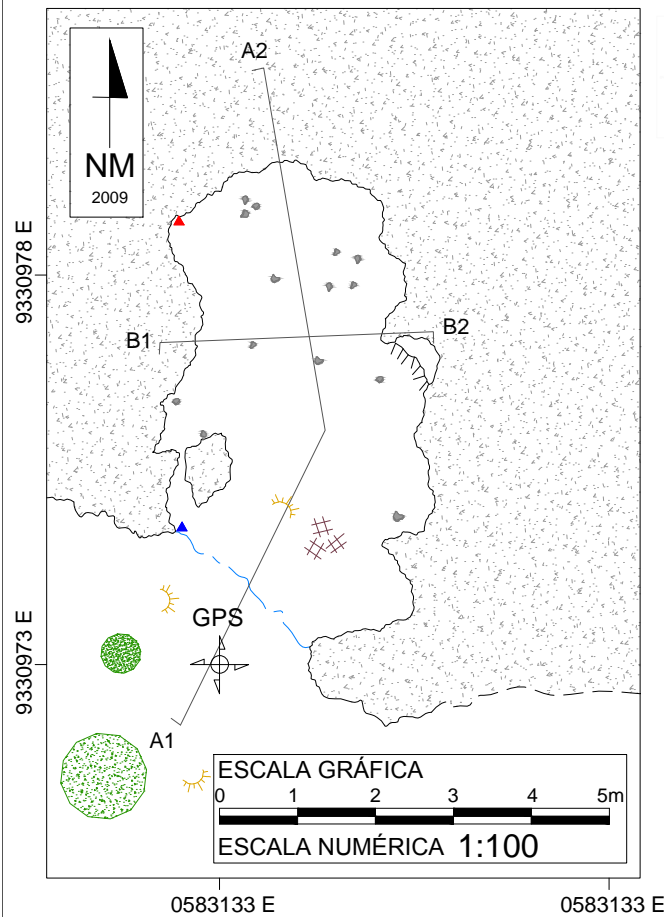 A2
NM
2009
9330978 E
B1
B2
GPS
9330973 E
A1
ESCALA GRÁFICA
0 1 2 3 4 5m
ESCALA NUMÉRICA 1:100
0583133 E
0583133 E